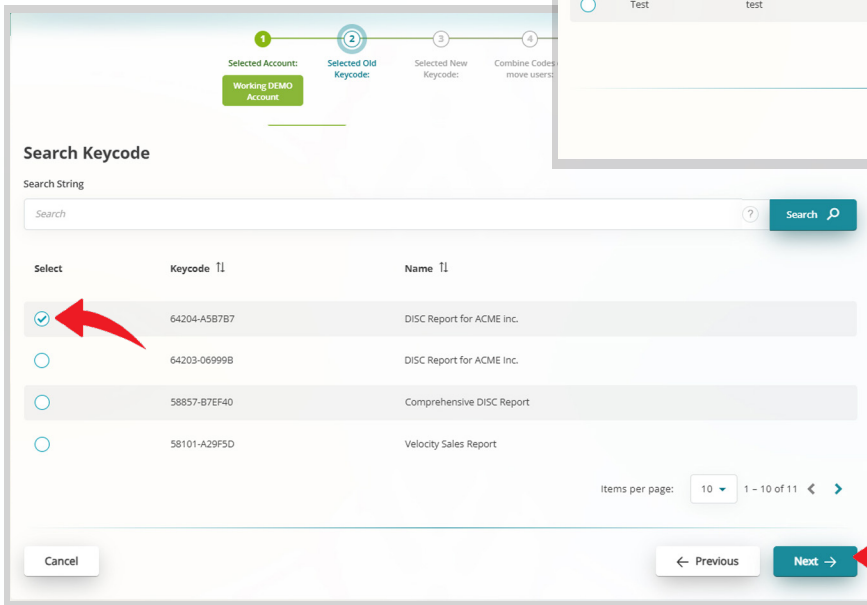 Test test
1 2 3 4
Selected Account: Selected Old Selected New Combine Codes
Keycode: Keycode: move users:
Working DEMO
Account
Search Keycode
Search String
Search ? Search
Select Keycode Name
64204-A5B7B7 DISC Report for ACME inc.
64203-06999B DISC Report for ACME Inc.
58857-B7EF40 Comprehensive DISC Report
58101-A29F5D Velocity Sales Report
Items per page: 10 1 – 10 of 11
Cancel Previous Next